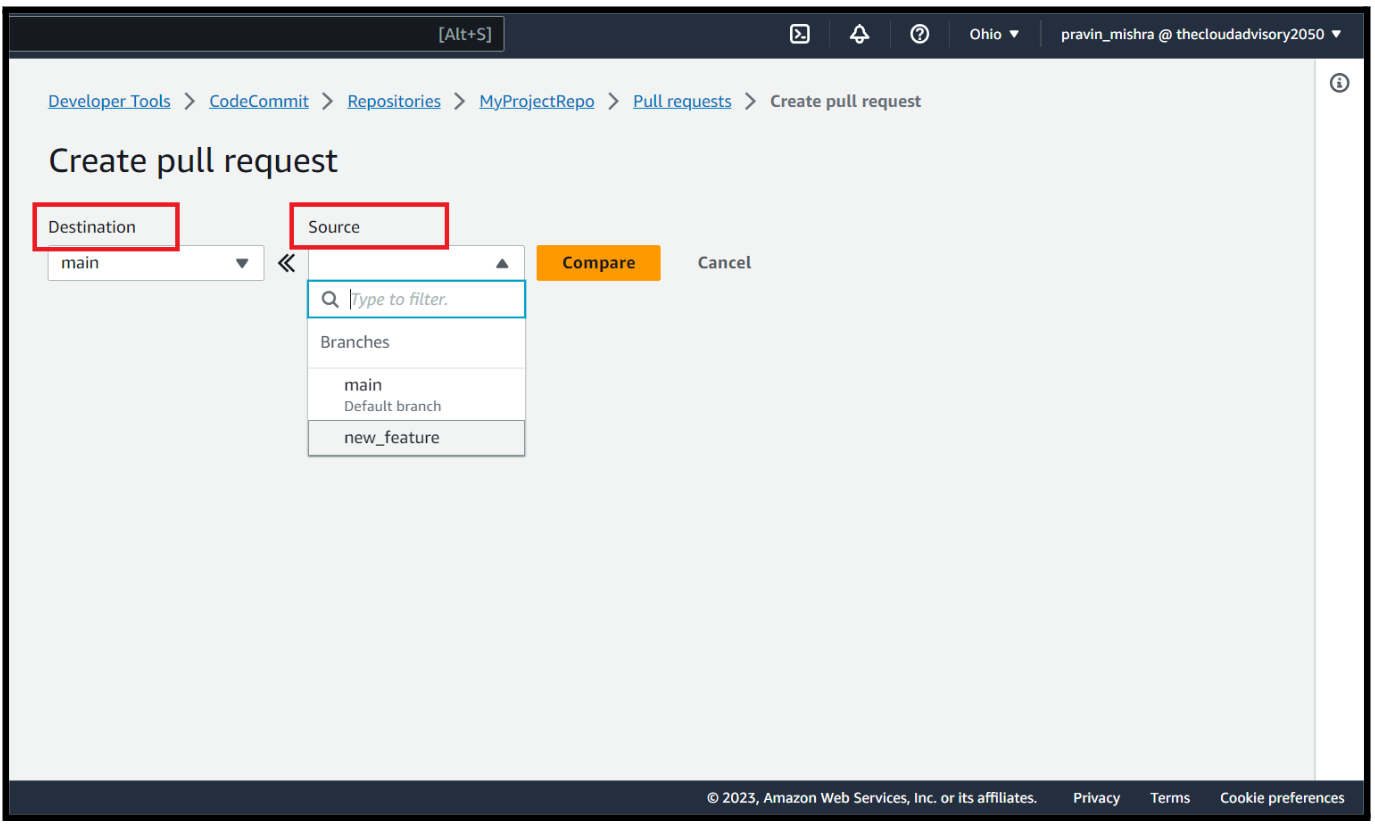 [Alt+S]
Ohio
pravin_mishra @ thecloudadvisory2050
Developer Tools > CodeCommit > Repositories > MyProjectRepo > Pull requests > Create pull request
Create pull request
Destination
Source
main
Compare
Cancel
Type to filter.
Branches
main
Default branch
new_feature
© 2023, Amazon Web Services, Inc. or its affiliates. Privacy Terms Cookie preferences